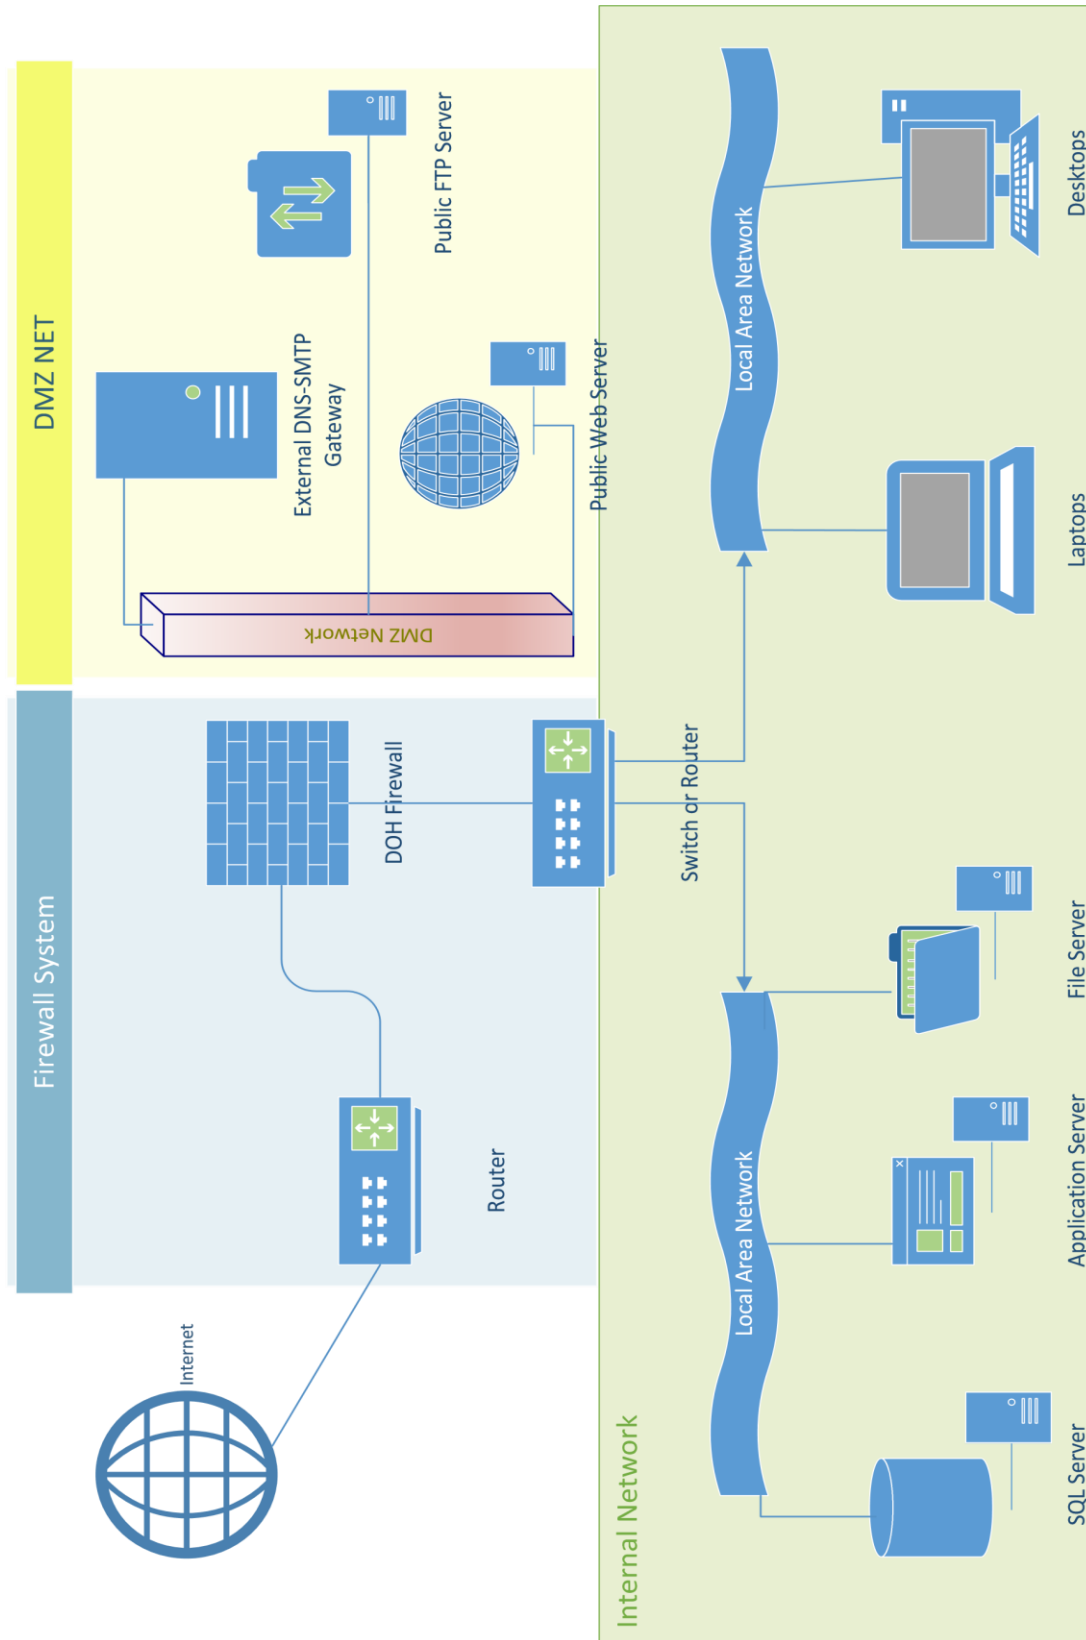 Firewall System
DMZ NET
Internet
Router
DOH Firewall
External DNS-SMTP
Gateway
Public FTP Server
DMZ Network
Public Web Server
Internal Network
Switch or Router
Local Area Network
Local Area Network
SQL Server
Application Server
File Server
Laptops
Desktops